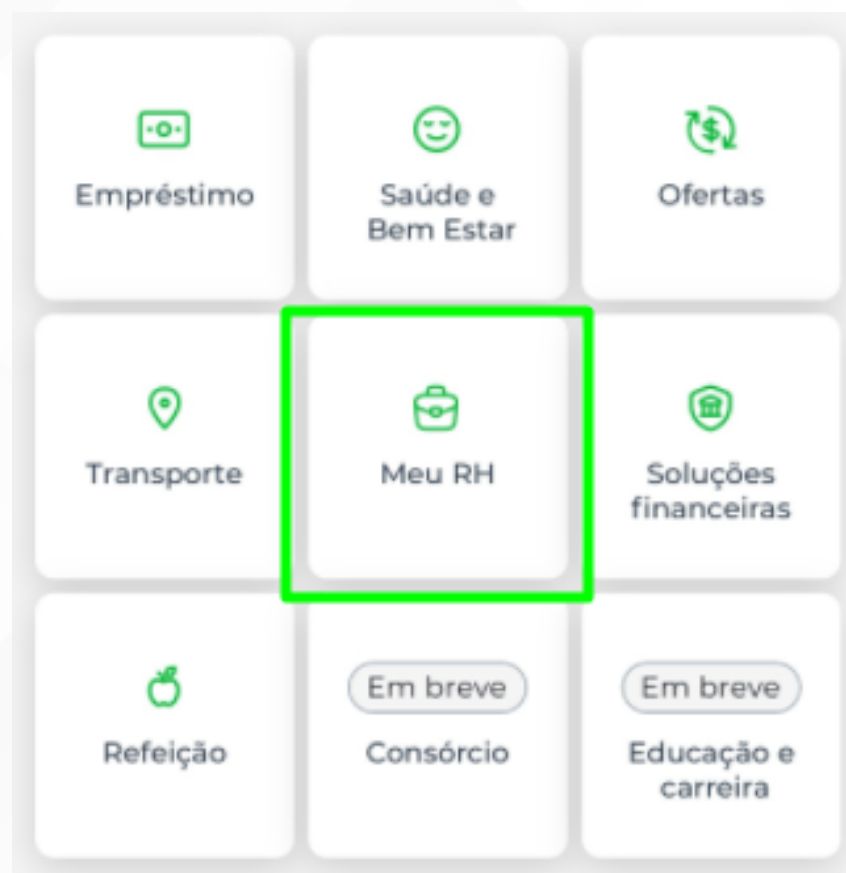 Empréstimo
Saúde e
Bem Estar
Ofertas
Transporte
Meu RH
Soluções
financeiras
Refeição
Em breve
Consórcio
Em breve
Educação e
carreira